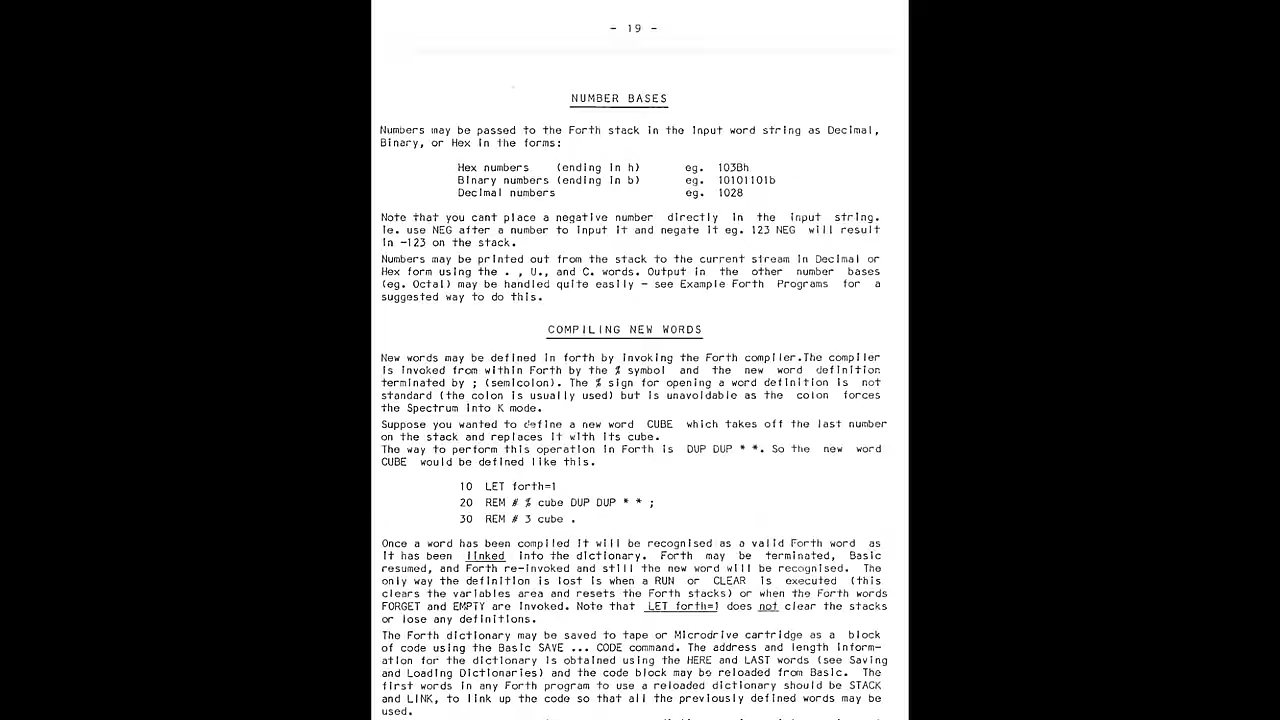 - 19 -
NUMBER BASES
Numbers may be passed to the Forth stack in the input word string as Decimal,
Binary, or Hex in the forms:
Hex numbers (ending in h) eg. 103Bh
Binary numbers (ending in b) eg. 10101101b
Decimal numbers eg. 1028
Note that you cant place a negative number directly in the input string.
ie. use NEG after a number to input it and negate it eg. 123 NEG will result
in -123 on the stack.
Numbers may be printed out from the stack to the current stream in Decimal or
Hex form using the . , U., and C. words. Output in the other number bases
(eg. Octal) may be handled quite easily - see Example Forth Programs for a
suggested way to do this.
COMPILING NEW WORDS
New words may be defined in forth by invoking the Forth compiler.The compiler
is invoked from within Forth by the % symbol and the new word definition
terminated by ; (semicolon). The % sign for opening a word definition is not
standard (the colon is usually used) but is unavoidable as the colon forces
the Spectrum into K mode.
Suppose you wanted to define a new word CUBE which takes off the last number
on the stack and replaces it with its cube.
The way to perform this operation in Forth is DUP DUP * *. So the new word
CUBE would be defined like this.
10 LET forth=1
20 REM # % cube DUP DUP * * ;
30 REM # 3 cube .
Once a word has been compiled it will be recognised as a valid Forth word as
it has been linked into the dictionary. Forth may be terminated, Basic
resumed, and Forth re-invoked and still the new word will be recognised. The
only way the definition is lost is when a RUN or CLEAR is executed (this
clears the variables area and resets the Forth stacks) or when the Forth words
FORGET and EMPTY are invoked. Note that LET forth=1 does not clear the stacks
or lose any definitions.
The Forth dictionary may be saved to tape or Microdrive cartridge as a block
of code using the Basic SAVE ... CODE command. The address and length inform-
ation for the dictionary is obtained using the HERE and LAST words (see Saving
and Loading Dictionaries) and the code block may be reloaded from Basic. The
first words in any Forth program to use a reloaded dictionary should be STACK
and LINK, to link up the code so that all the previously defined words may be
used.